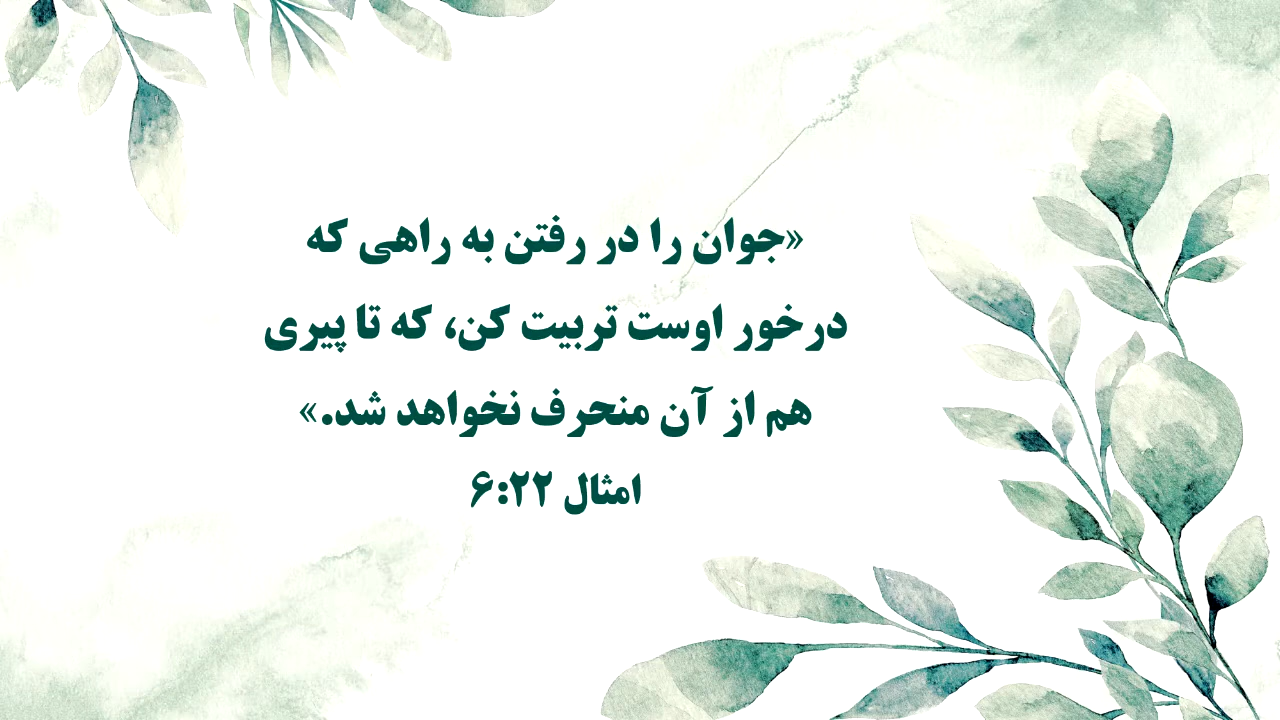 «جوان را در رفتن به راهی که
درخور اوست تربیت کن، که تا پیری
هم از آن منحرف نخواهد شد.»
امثال ۶:۲۲